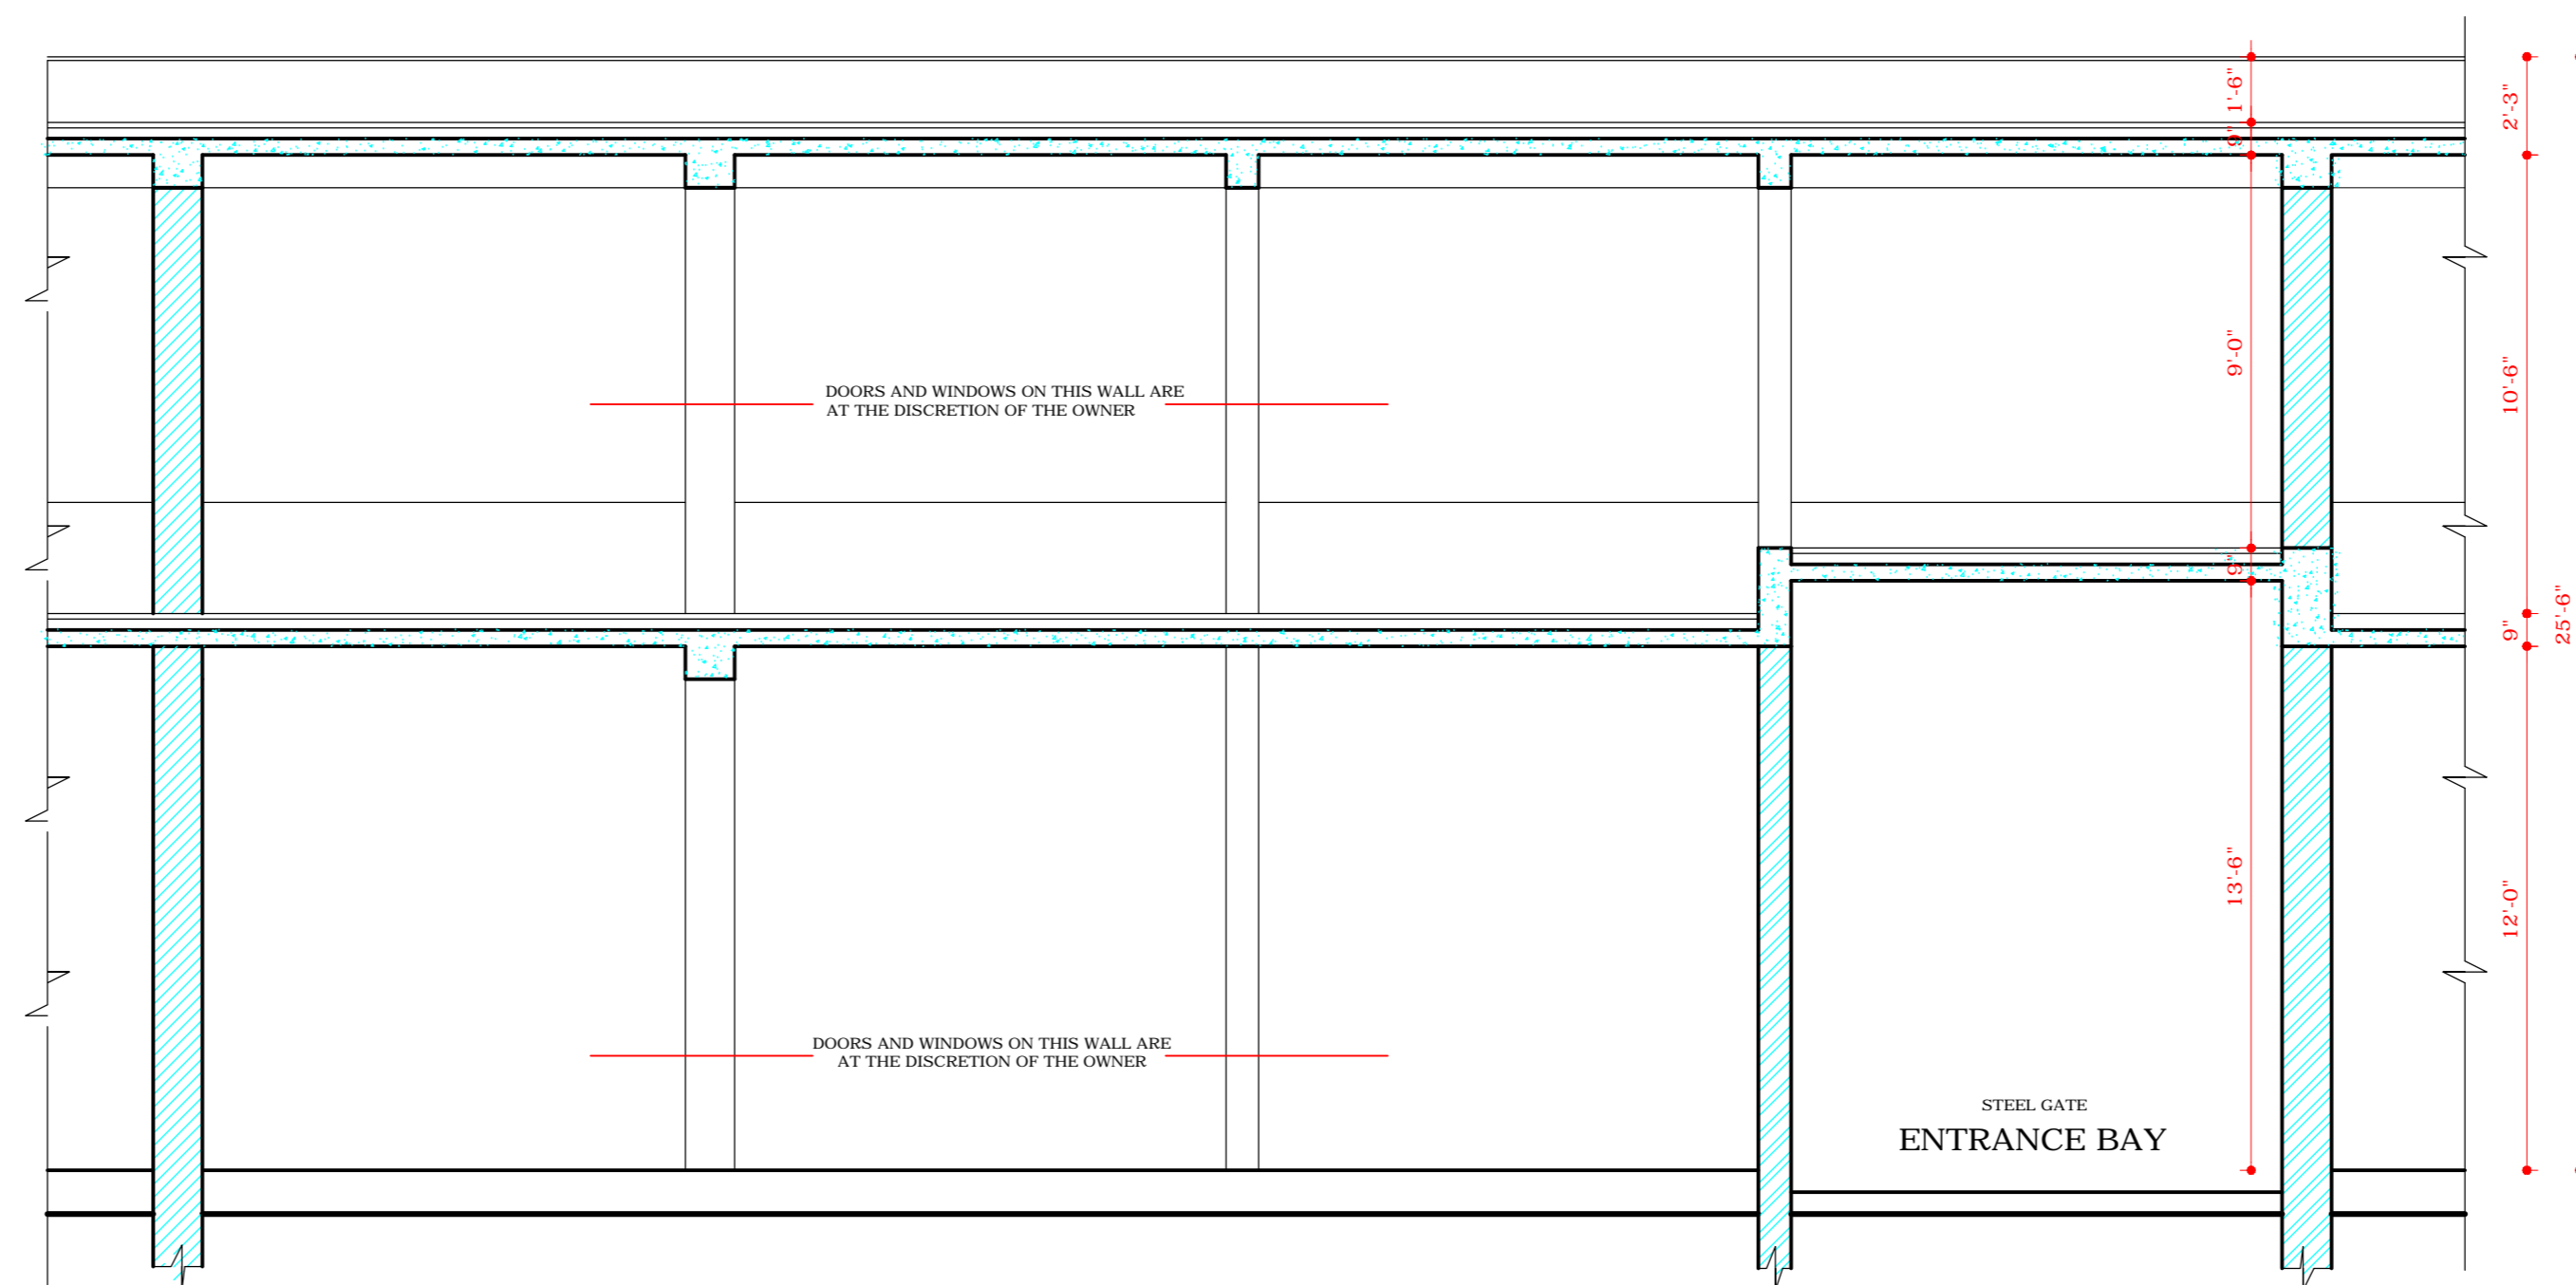 1'-6"
2'-3"
9"
DOORS AND WINDOWS ON THIS WALL ARE
AT THE DISCRETION OF THE OWNER
9'-0"
10'-6"
9"
9"
25'-6"
13'-6"
12'-0"
DOORS AND WINDOWS ON THIS WALL ARE
AT THE DISCRETION OF THE OWNER
STEEL GATE
ENTRANCE BAY